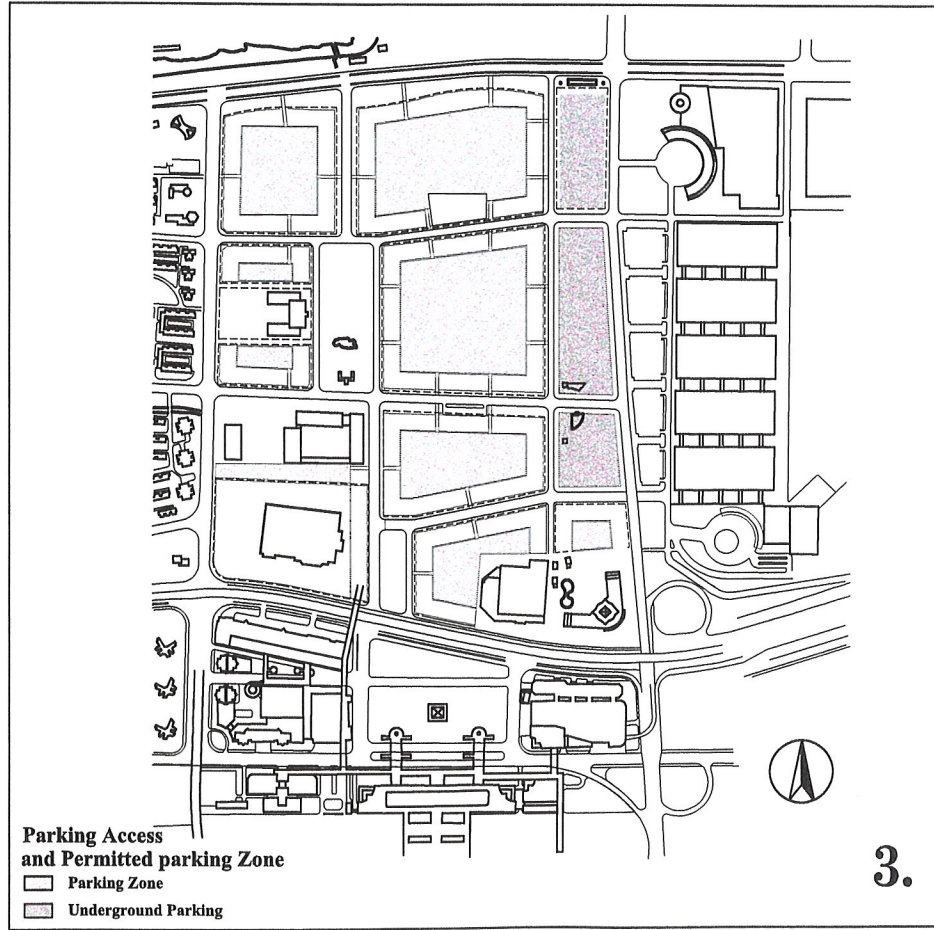 Parking Access
and Permitted parking Zone
Parking Zone
Underground Parking
3.